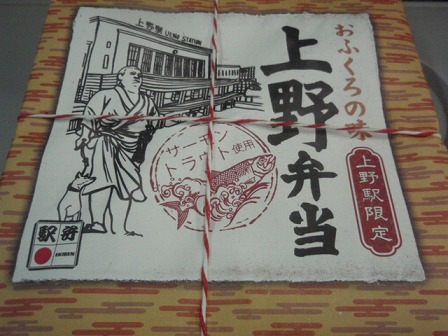 おふくろの味
上野弁当
上野駅限定
上野駅 UENO STATION
サーモン
トラウト使用
駅弁
EKIBEN